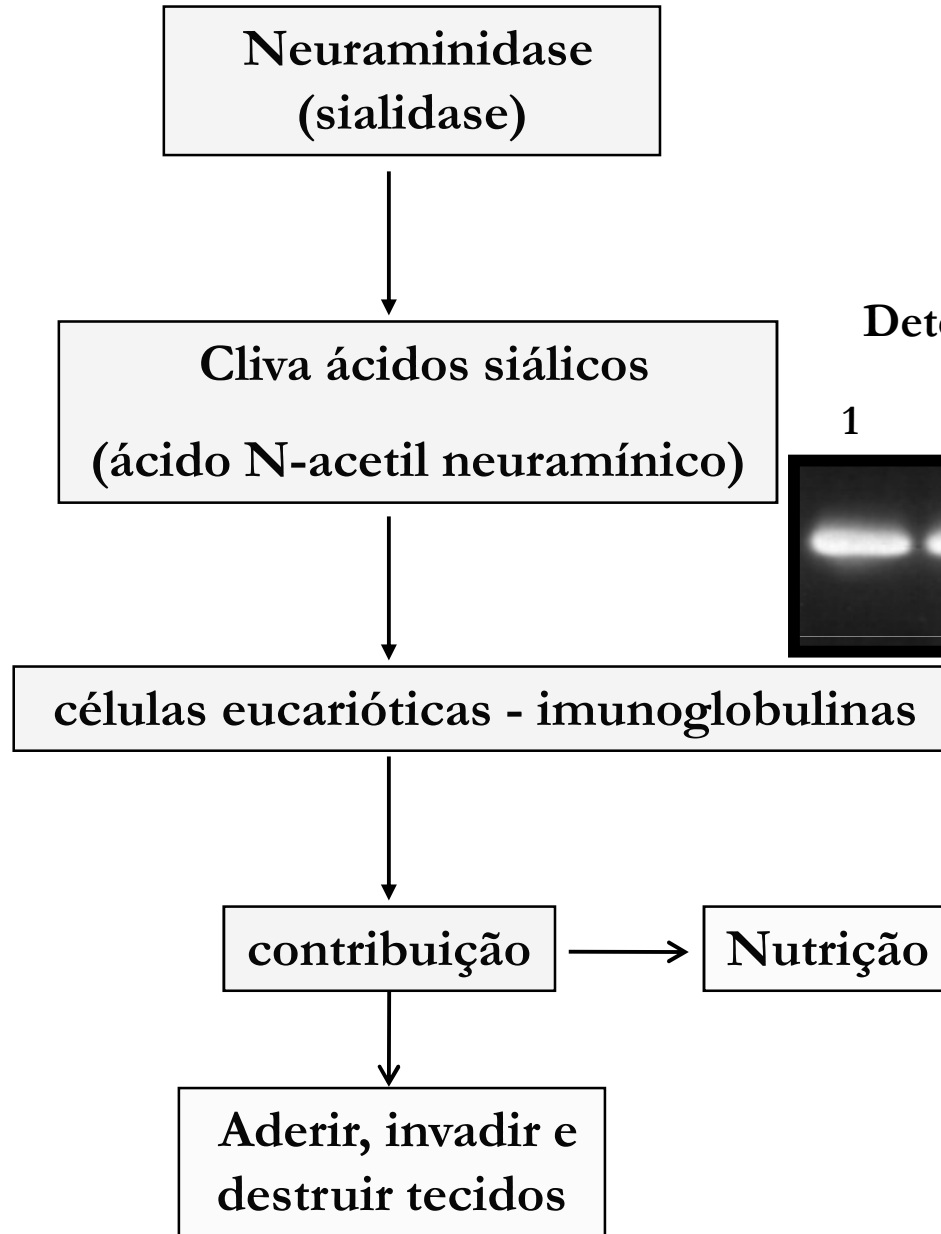 Neuraminidase
(sialidase)
Cliva ácidos siálicos
(ácido N-acetil neuramínico)
1
células eucarióticas - imunoglobulinas
contribuição
Nutrição
Aderir, invadir e
destruir tecidos